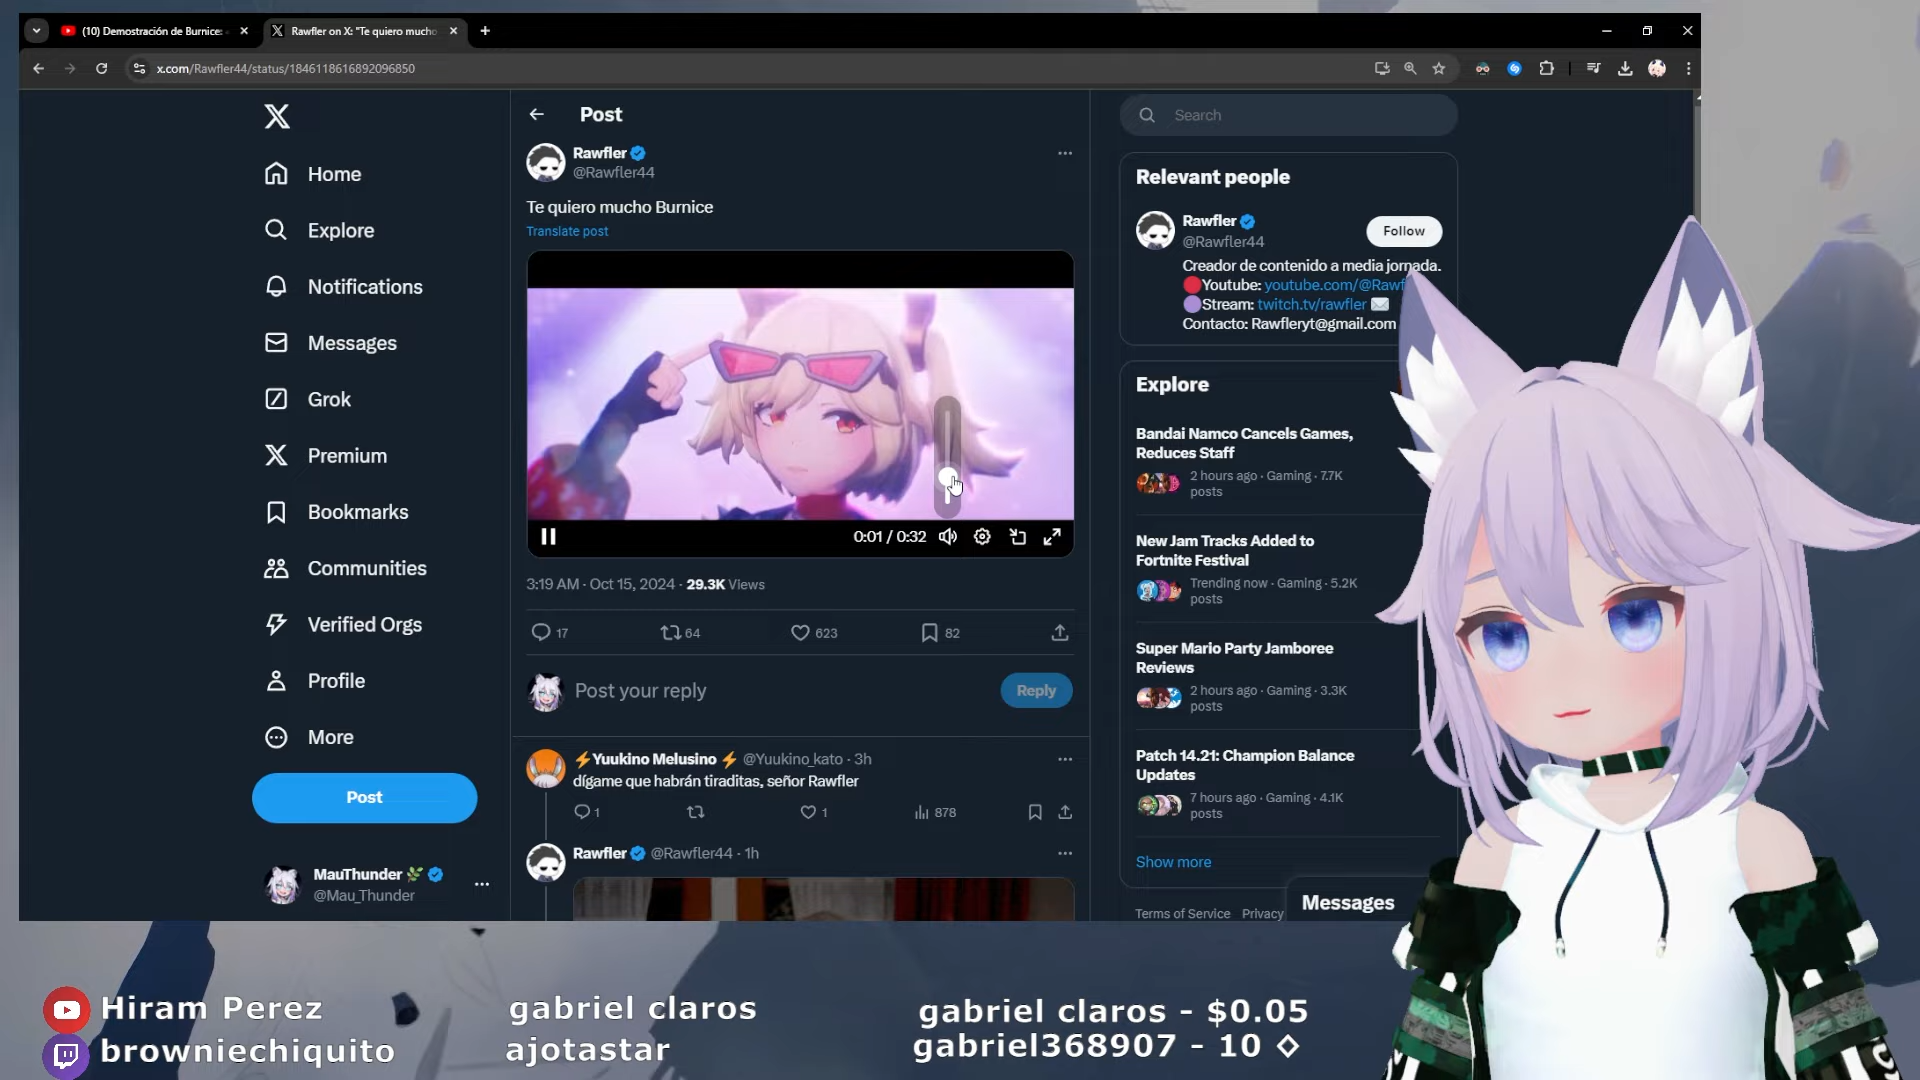 (10) Demostración de Burnice:
Rawfler on X: "Te quiero mucho
x.com/Rawfler44/status/1846118616892096850
Home
Explore
Notifications
Messages
Grok
Premium
Bookmarks
Communities
Verified Orgs
Profile
More
Post
MauThunder
@Mau_Thunder
Post
Rawfler
@Rawfler44
Te quiero mucho Burnice
Translate post
0:01 / 0:32
3:19 AM · Oct 15, 2024 · 29.3K Views
17
64
623
82
Post your reply
Reply
⚡Yuukino Melusino ⚡ @Yuukino_kato · 3h
dígame que habrán tiraditas, señor Rawfler
1
1
878
Rawfler @Rawfler44 · 1h
Search
Relevant people
Rawfler
@Rawfler44
Follow
Creador de contenido a media jornada.
Youtube: youtube.com/@Rawf
Stream: twitch.tv/rawfler
Contacto: Rawfleryt@gmail.com
Explore
Bandai Namco Cancels Games,
Reduces Staff
2 hours ago · Gaming · 7.7K
posts
New Jam Tracks Added to
Fortnite Festival
Trending now · Gaming · 5.2K
posts
Super Mario Party Jamboree
Reviews
2 hours ago · Gaming · 3.3K
posts
Patch 14.21: Champion Balance
Updates
7 hours ago · Gaming · 4.1K
posts
Show more
Terms of Service Privacy
Messages
Hiram Perez
browniechiquito
gabriel claros
ajotastar
gabriel claros - $0.05
gabriel368907 - 10